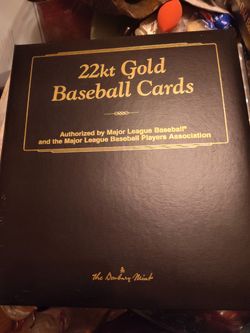 22kt Gold
Baseball Cards
Authorized by Major League Baseball®
and the Major League Baseball Players Association
The Danbury Mint